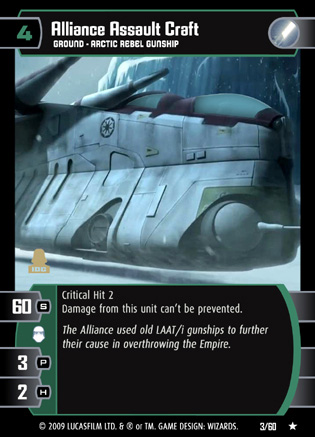 4
Alliance Assault Craft
GROUND - ARCTIC REBEL GUNSHIP
IDC
60 S
Critical Hit 2
Damage from this unit can't be prevented.
The Alliance used old LAAT/i gunships to further
their cause in overthrowing the Empire.
3 P
2 H
© 2009 LUCASFILM LTD. & ® or TM. GAME DESIGN: WIZARDS. 3/60